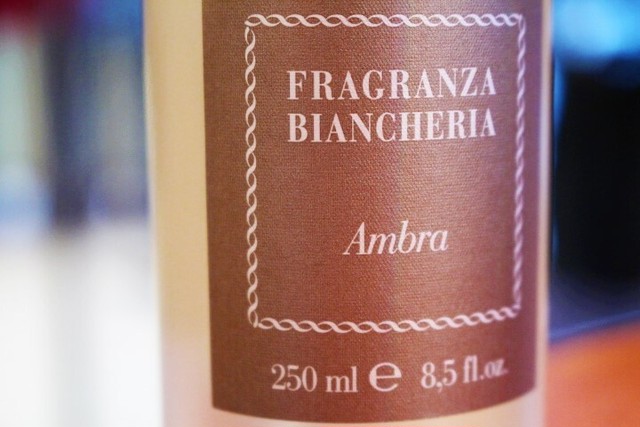 FRAGRANZA
BIANCHERIA
Ambra
250 ml ℮ 8,5 fl.oz.